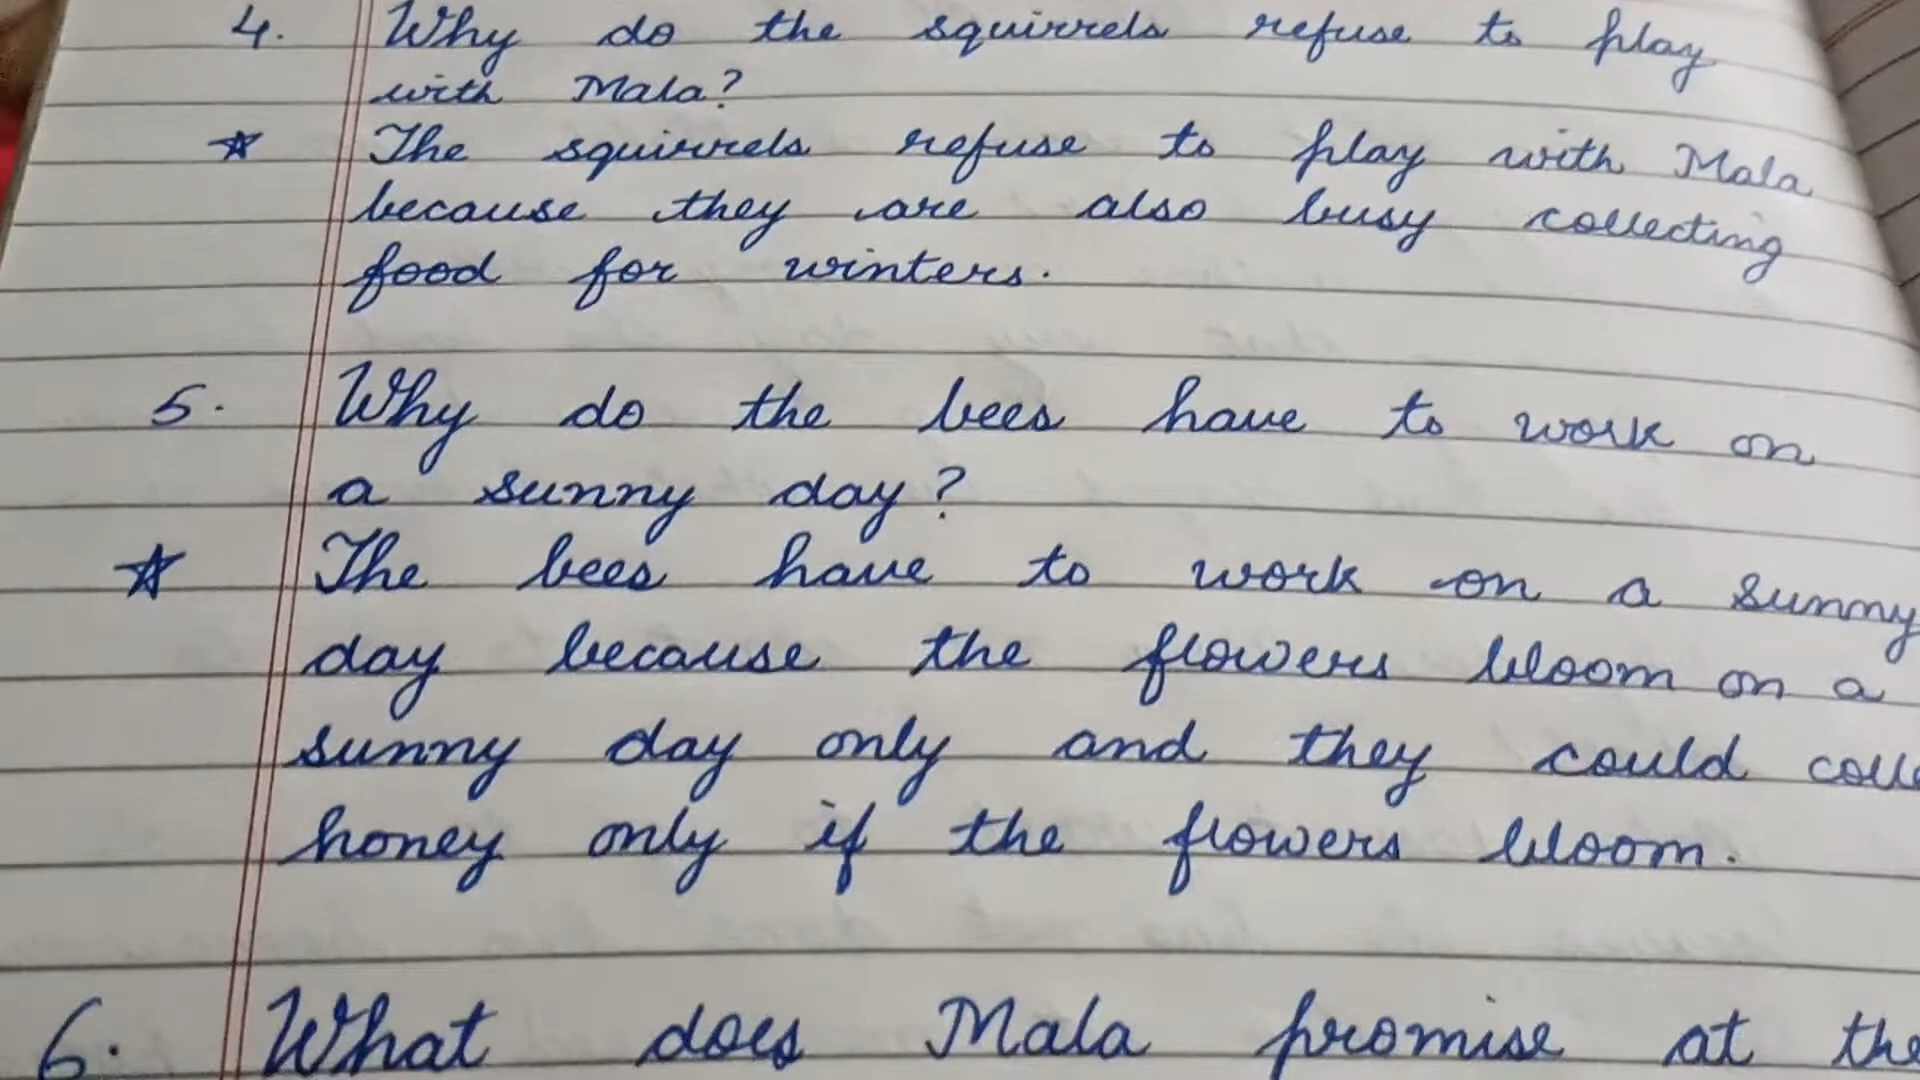 4. Why do the squirrels refuse to play
with Mala?
☆ The squirrels refuse to play with Mala
because they are also busy collecting
food for winters.
5. Why do the bees have to work on
a sunny day?
☆ The bees have to work on a sunny
day because the flowers bloom on a
sunny day only and they could colle
honey only if the flowers bloom.
6. What does Mala promise at the